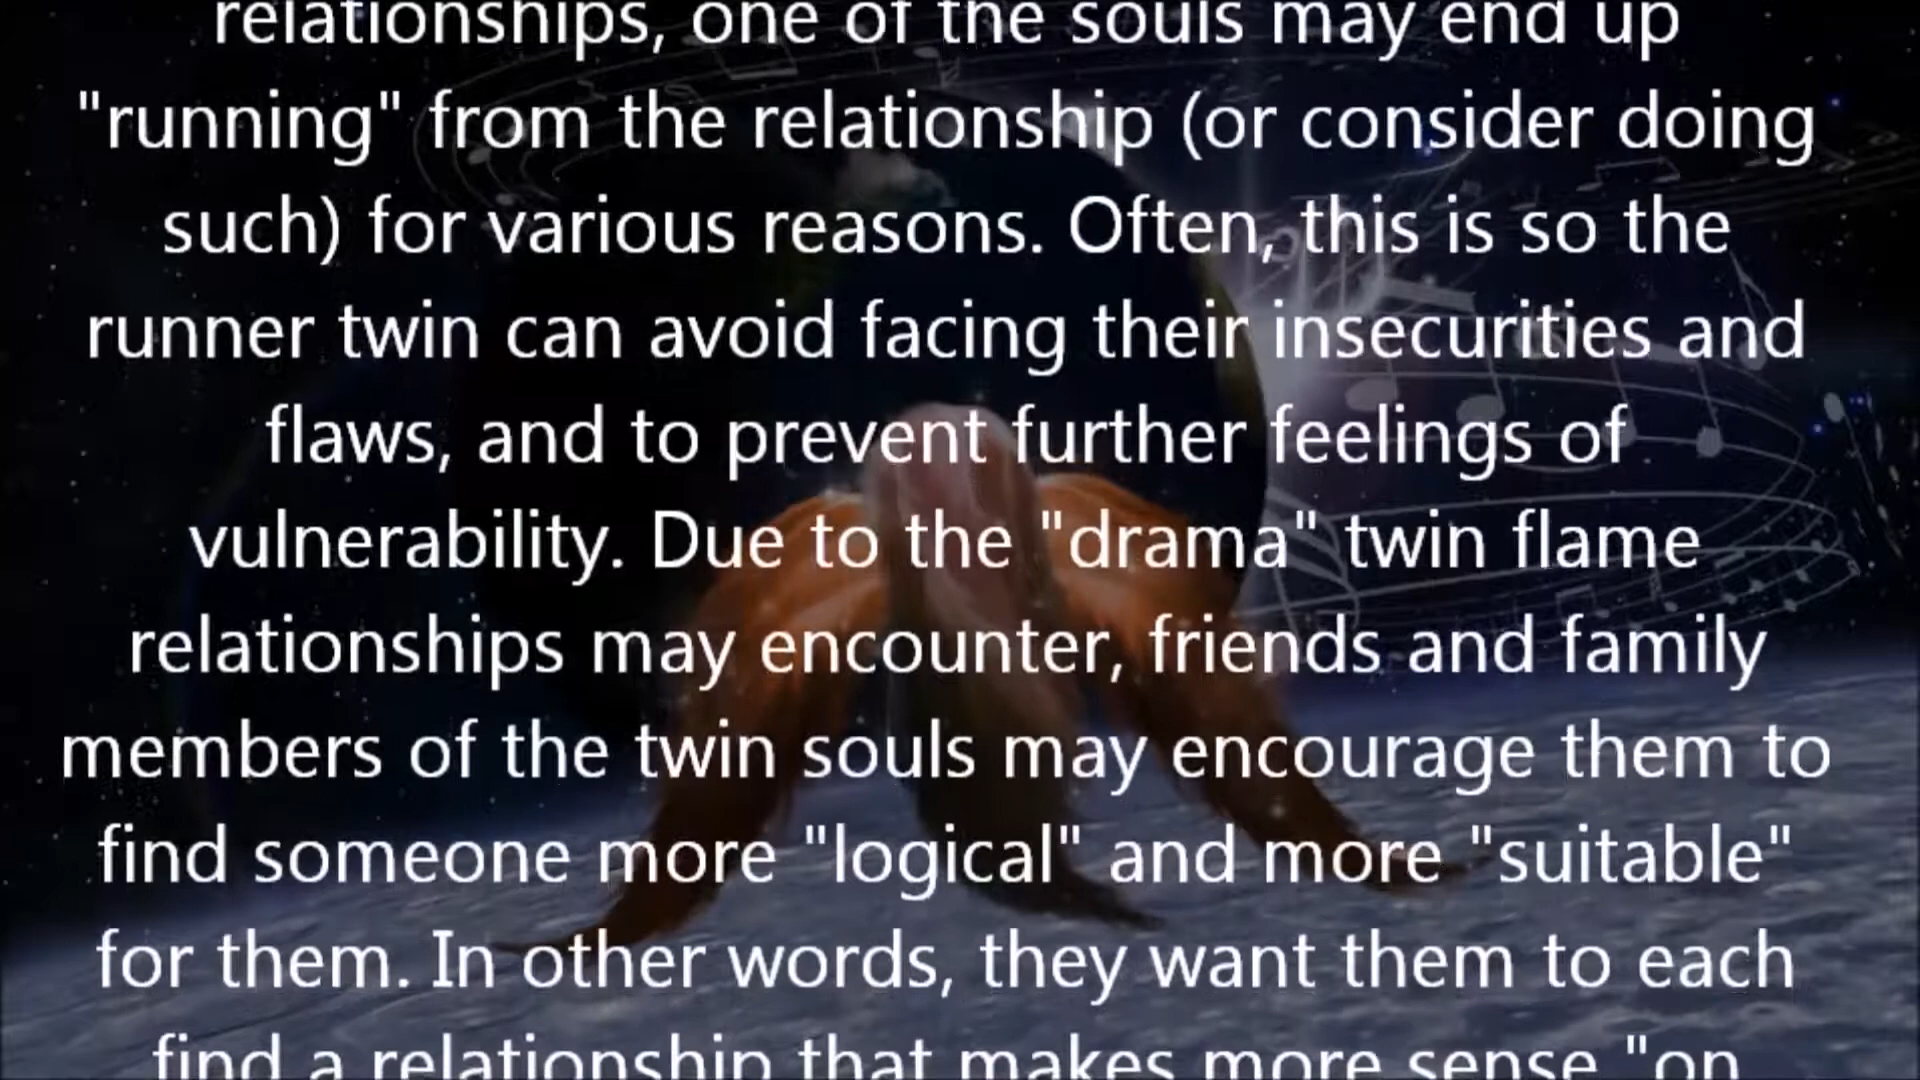 relationships, one of the souls may end up
"running" from the relationship (or consider doing
such) for various reasons. Often, this is so the
runner twin can avoid facing their insecurities and
flaws, and to prevent further feelings of
vulnerability. Due to the "drama" twin flame
relationships may encounter, friends and family
members of the twin souls may encourage them to
find someone more "logical" and more "suitable"
for them. In other words, they want them to each
find a relationship that makes more sense "on